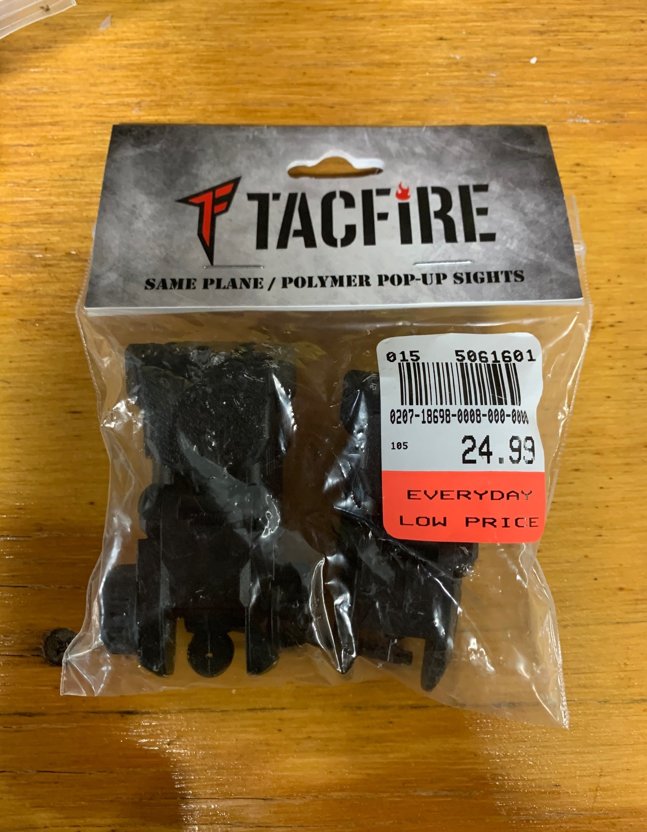 TACFiRE
SAME PLANE / POLYMER POP-UP SIGHTS
015 5061601
0207-18698-0008-000-0000
105 24.99
EVERYDAY
LOW PRICE